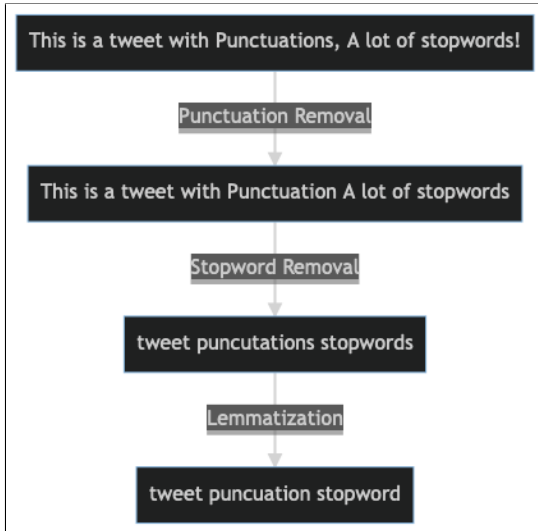 This is a tweet with Punctuations, A lot of stopwords!
Punctuation Removal
This is a tweet with Punctuation A lot of stopwords
Stopword Removal
tweet puncutations stopwords
Lemmatization
tweet puncuation stopword